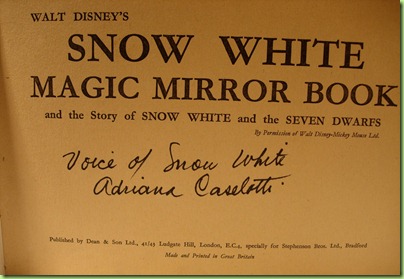 WALT DISNEY'S
SNOW WHITE
MAGIC MIRROR BOOK
and the Story of SNOW WHITE and the SEVEN DWARFS
By Permission of Walt Disney-Mickey Mouse Ltd.
Voice of Snow White
Adriana Caselotti
Published by Dean & Son Ltd., 41/43 Ludgate Hill, London, E.C.4, specially for Stephenson Bros. Ltd., Bradford
Made and Printed in Great Britain